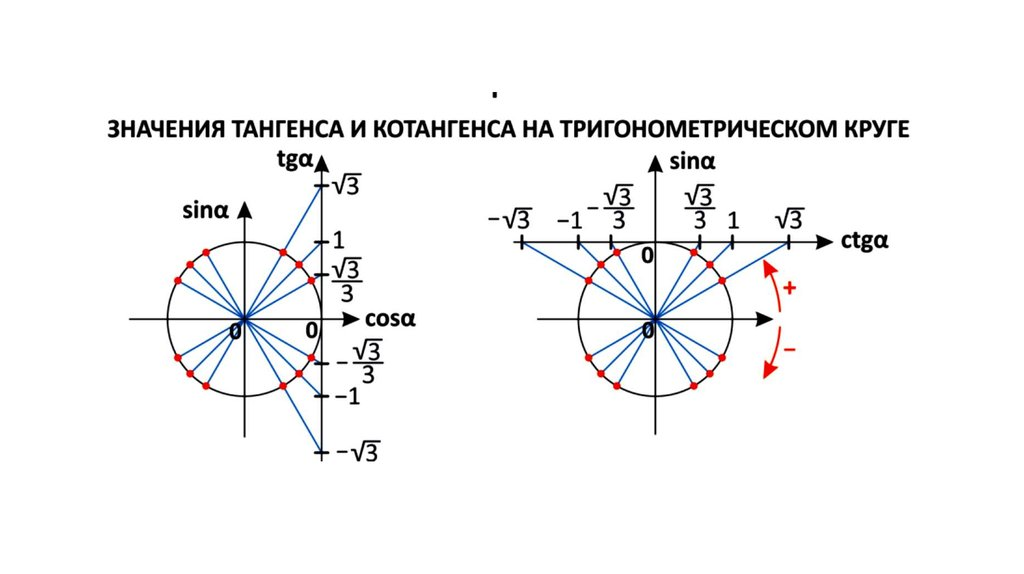 ЗНАЧЕНИЯ ТАНГЕНСА И КОТАНГЕНСА НА ТРИГОНОМЕТРИЧЕСКОМ КРУГЕ
tgα
√3
sinα
1
√3/3
0
0
cosα
−√3/3
−1
−√3
sinα
−√3 −1 −√3/3 √3/3 1 √3
ctgα
0
+
0
−